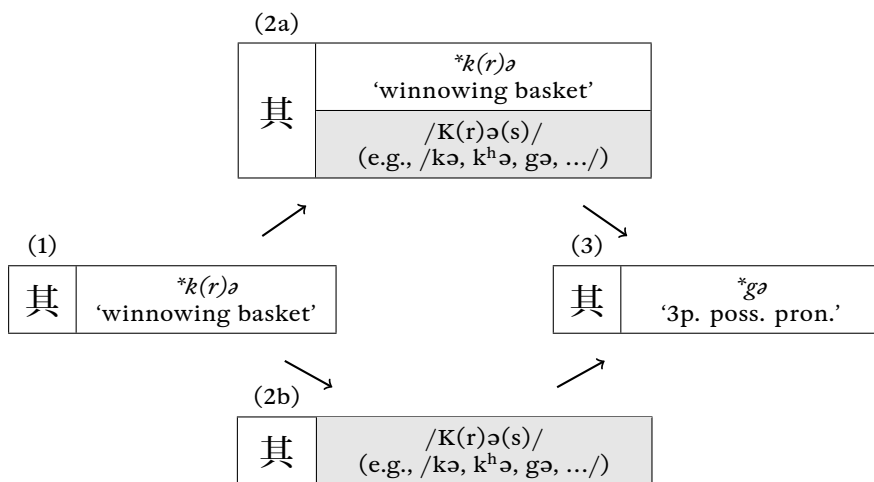 (2a)
其
*k(r)ə
‘winnowing basket’
/K(r)ə(s)/
(e.g., /kə, kʰə, gə, .../)
(1)
其
*k(r)ə
‘winnowing basket’
(3)
其
*gə
‘3p. poss. pron.’
(2b)
其
/K(r)ə(s)/
(e.g., /kə, kʰə, gə, .../)